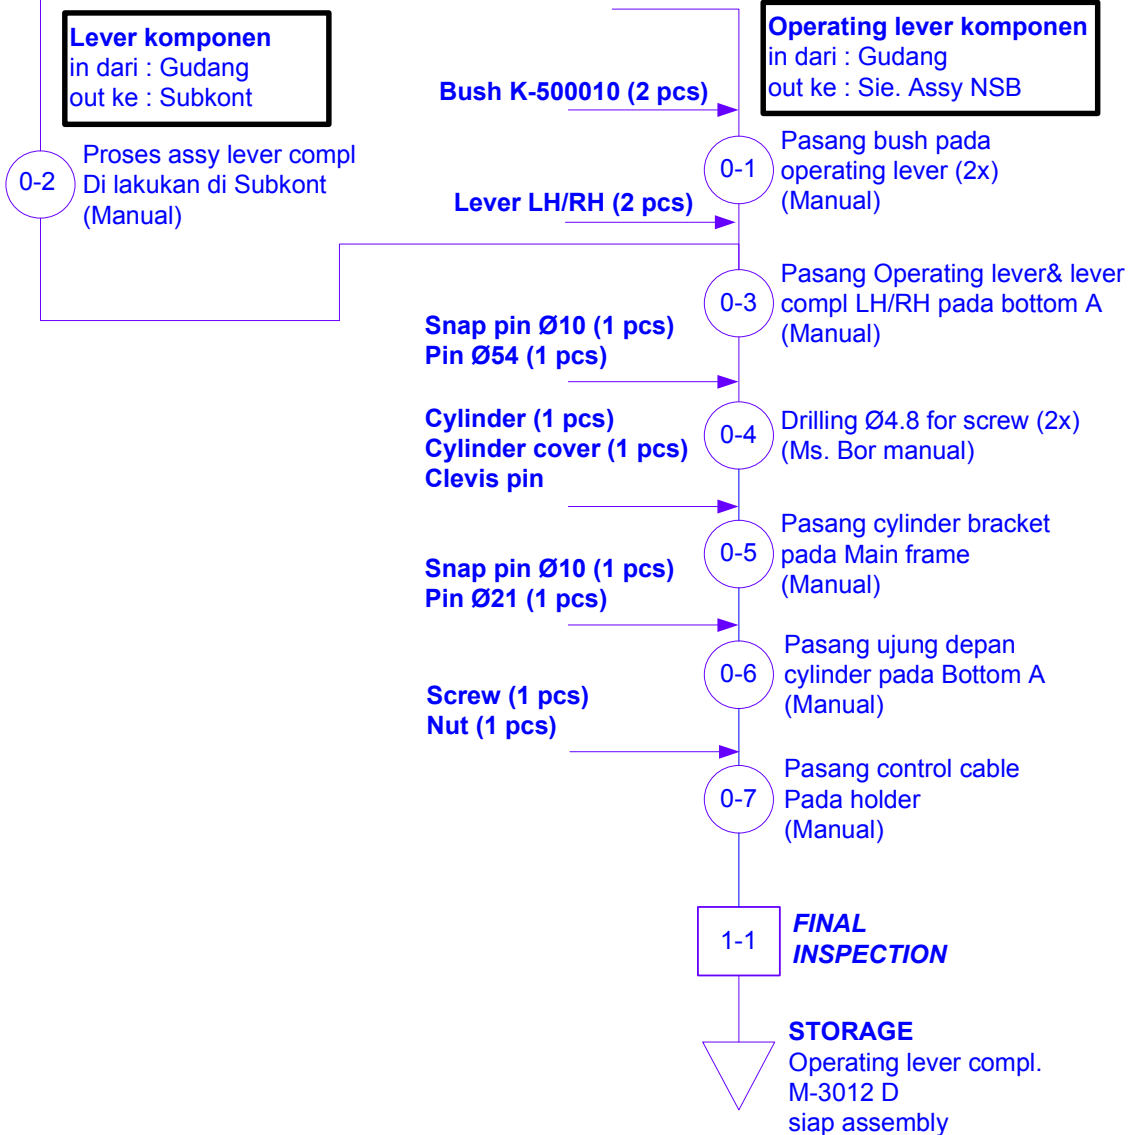 Lever komponen
in dari : Gudang
out ke : Subkont
Operating lever komponen
in dari : Gudang
out ke : Sie. Assy NSB
Bush K-500010 (2 pcs)
0-1
Pasang bush pada
operating lever (2x)
(Manual)
0-2
Proses assy lever compl
Di lakukan di Subkont
(Manual)
Lever LH/RH (2 pcs)
0-3
Pasang Operating lever& lever
compl LH/RH pada bottom A
(Manual)
Snap pin Ø10 (1 pcs)
Pin Ø54 (1 pcs)
0-4
Drilling Ø4.8 for screw (2x)
(Ms. Bor manual)
Cylinder (1 pcs)
Cylinder cover (1 pcs)
Clevis pin
0-5
Pasang cylinder bracket
pada Main frame
(Manual)
Snap pin Ø10 (1 pcs)
Pin Ø21 (1 pcs)
0-6
Pasang ujung depan
cylinder pada Bottom A
(Manual)
Screw (1 pcs)
Nut (1 pcs)
0-7
Pasang control cable
Pada holder
(Manual)
1-1
FINAL
INSPECTION
STORAGE
Operating lever compl.
M-3012 D
siap assembly